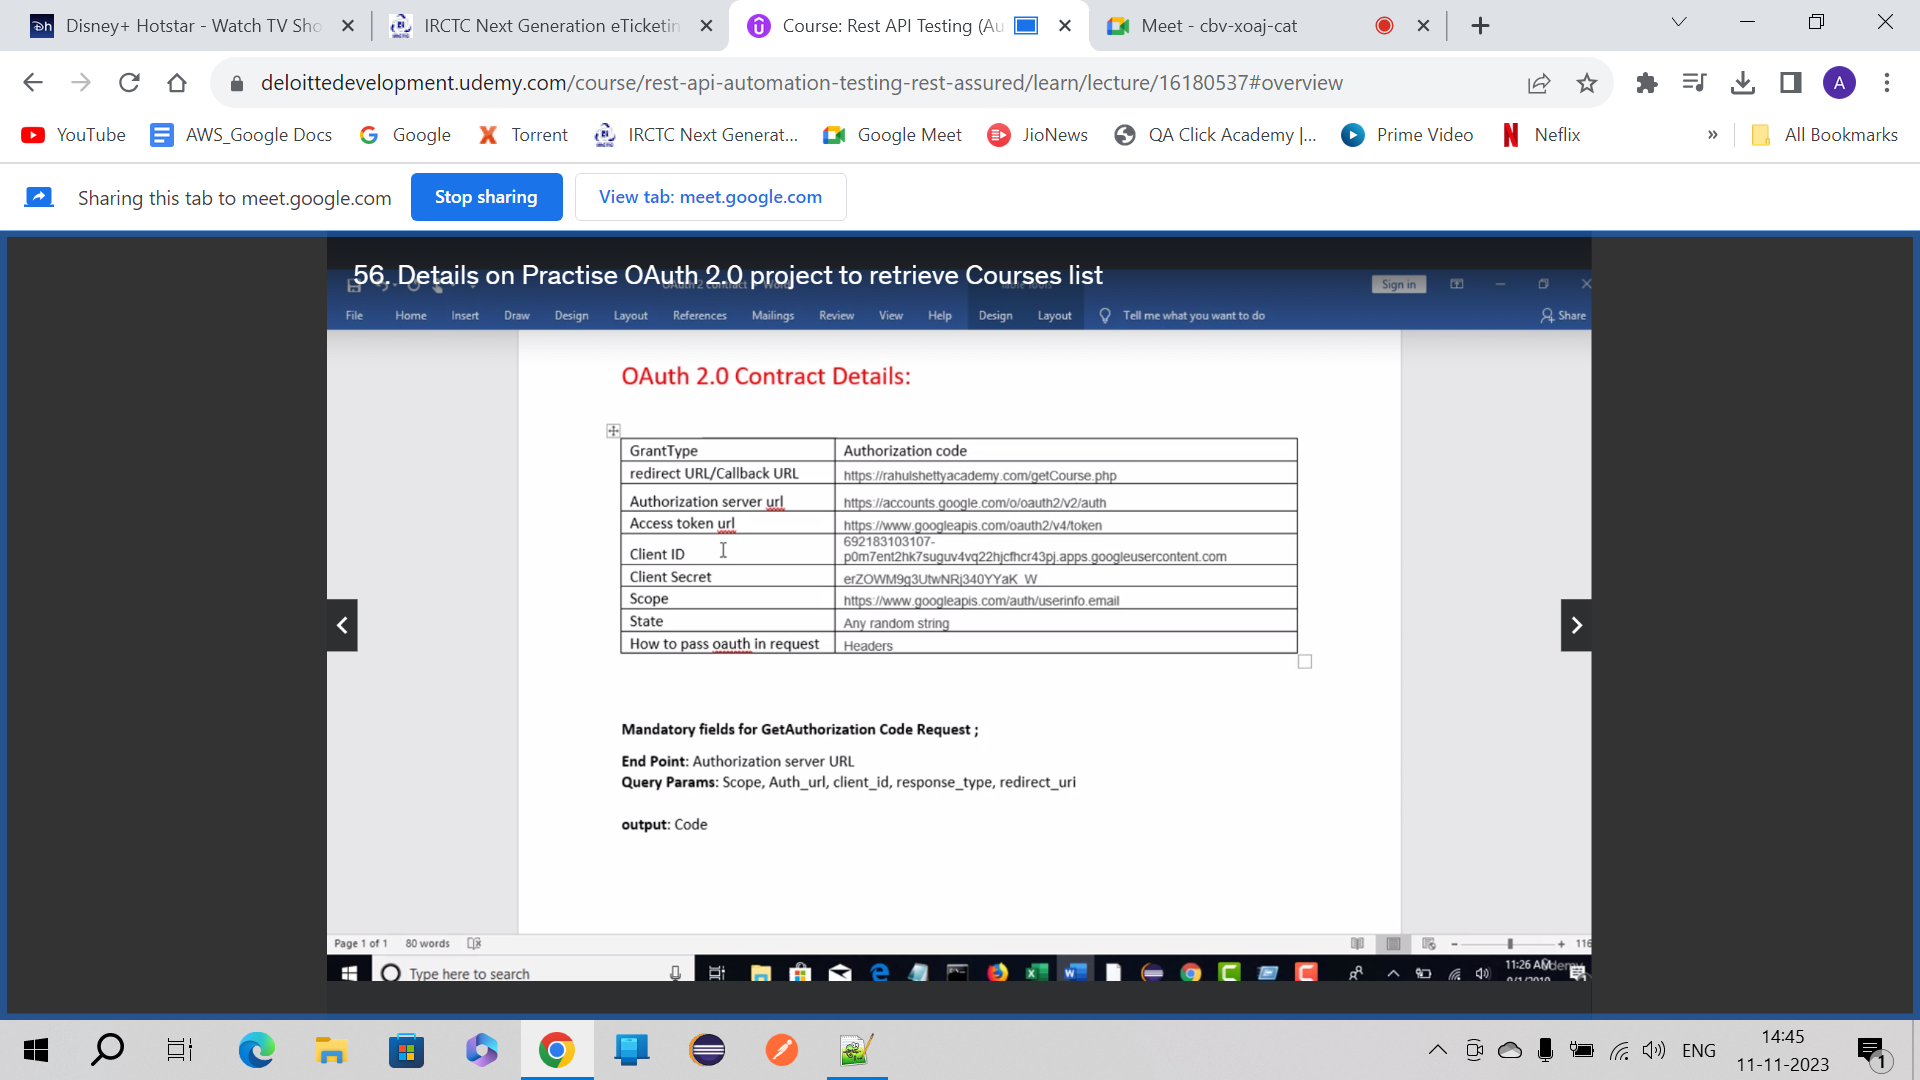 Disney+ Hotstar - Watch TV Sho
IRCTC Next Generation eTicketin
Course: Rest API Testing (Au
Meet - cbv-xoaj-cat
deloittedevelopment.udemy.com/course/rest-api-automation-testing-rest-assured/learn/lecture/16180537#overview
A
YouTube
AWS_Google Docs
Google
Torrent
IRCTC Next Generat...
Google Meet
JioNews
QA Click Academy |...
Prime Video
Neflix
»
All Bookmarks
Sharing this tab to meet.google.com
Stop sharing
View tab: meet.google.com
56. Details on Practise OAuth 2.0 project to retrieve Courses list
Sign in
File Home Insert Draw Design Layout References Mailings Review View Help Design Layout Tell me what you want to do
Share
OAuth 2.0 Contract Details:
GrantType Authorization code
redirect URL/Callback URL https://rahulshettyacademy.com/getCourse.php
Authorization server url https://accounts.google.com/o/oauth2/v2/auth
Access token url https://www.googleapis.com/oauth2/v4/token
Client ID 692183103107-
p0m7ent2hk7suguv4vq22hjcfhcr43pj.apps.googleusercontent.com
Client Secret erZOWM9g3UtwNRj340YYaK_W
Scope https://www.googleapis.com/auth/userinfo.email
State Any random string
How to pass oauth in request Headers
Mandatory fields for GetAuthorization Code Request ;
End Point: Authorization server URL
Query Params: Scope, Auth_url, client_id, response_type, redirect_uri
output: Code
Page 1 of 1 80 words
116
Type here to search
11:26 AM
Udemy
ENG
14:45
11-11-2023
1